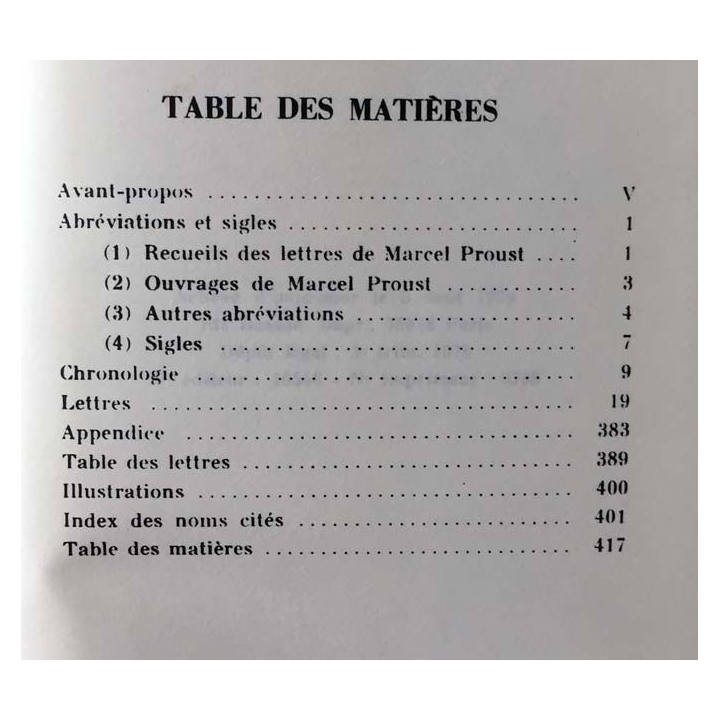 TABLE DES MATIÈRES
Avant-propos .................................. V
Abréviations et sigles ........................... 1
(1) Recueils des lettres de Marcel Proust .... 1
(2) Ouvrages de Marcel Proust ............ 3
(3) Autres abréviations .................... 4
(4) Sigles ................................ 7
Chronologie ................................... 9
Lettres ....................................... 19
Appendice ................................... 383
Table des lettres .............................. 389
Illustrations .................................. 400
Index des noms cités ......................... 401
Table des matières ............................ 417